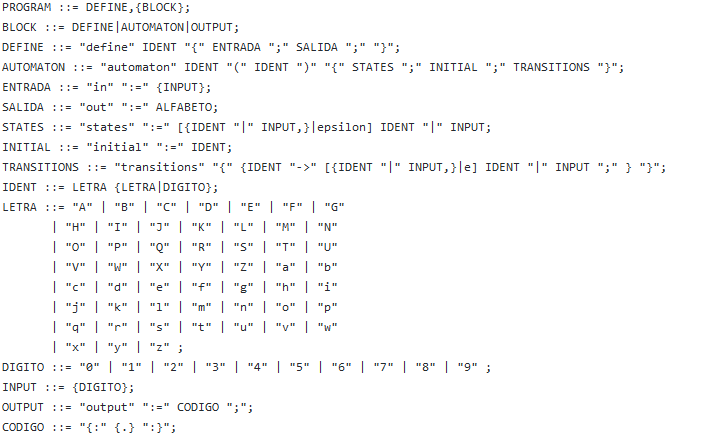 PROGRAM ::= DEFINE,{BLOCK};
BLOCK ::= DEFINE|AUTOMATON|OUTPUT;
DEFINE ::= "define" IDENT "{" ENTRADA ";" SALIDA ";" "}";
AUTOMATON ::= "automaton" IDENT "(" IDENT ")" "{" STATES ";" INITIAL ";" TRANSITIONS "}";
ENTRADA ::= "in" ":=" {INPUT};
SALIDA ::= "out" ":=" ALFABETO;
STATES ::= "states" ":=" [{IDENT "|" INPUT,}|epsilon] IDENT "|" INPUT;
INITIAL ::= "initial" ":=" IDENT;
TRANSITIONS ::= "transitions" "{" {IDENT "->" [{IDENT "|" INPUT,}|e] IDENT "|" INPUT ";" } "}";
IDENT ::= LETRA {LETRA|DIGITO};
LETRA ::= "A" | "B" | "C" | "D" | "E" | "F" | "G"
| "H" | "I" | "J" | "K" | "L" | "M" | "N"
| "O" | "P" | "Q" | "R" | "S" | "T" | "U"
| "V" | "W" | "X" | "Y" | "Z" | "a" | "b"
| "c" | "d" | "e" | "f" | "g" | "h" | "i"
| "j" | "k" | "l" | "m" | "n" | "o" | "p"
| "q" | "r" | "s" | "t" | "u" | "v" | "w"
| "x" | "y" | "z" ;
DIGITO ::= "0" | "1" | "2" | "3" | "4" | "5" | "6" | "7" | "8" | "9" ;
INPUT ::= {DIGITO};
OUTPUT ::= "output" ":=" CODIGO ";";
CODIGO ::= "{:" {.} ":}";